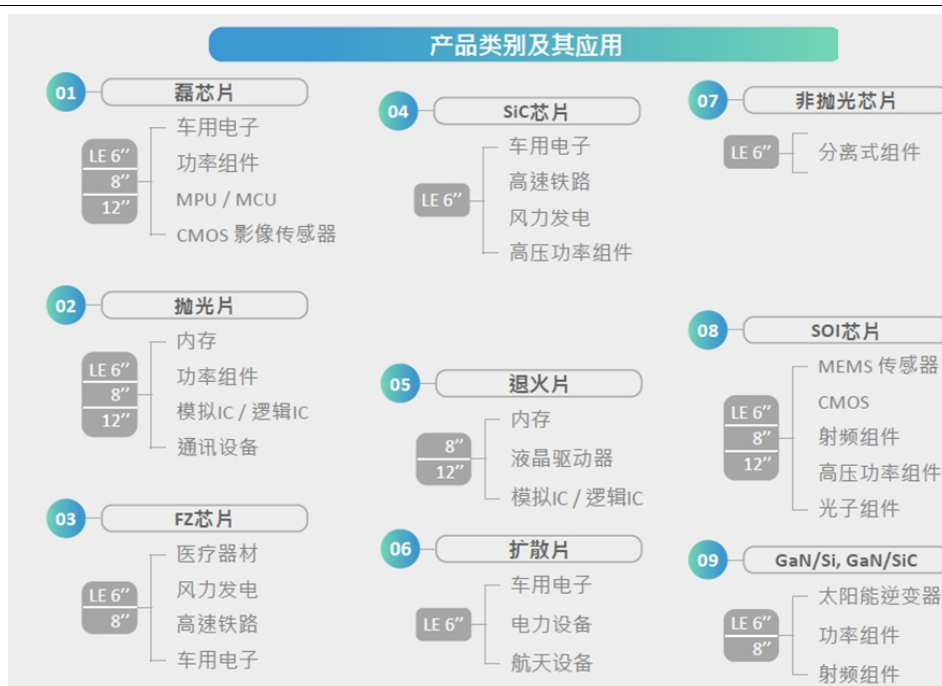 产品类别及其应用
01
磊芯片
LE 6″
8″
12″
车用电子
功率组件
MPU / MCU
CMOS 影像传感器
02
抛光片
LE 6″
8″
12″
内存
功率组件
模拟IC / 逻辑IC
通讯设备
03
FZ芯片
LE 6″
8″
医疗器材
风力发电
高速铁路
车用电子
04
SiC芯片
LE 6″
车用电子
高速铁路
风力发电
高压功率组件
05
退火片
8″
12″
内存
液晶驱动器
模拟IC / 逻辑IC
06
扩散片
LE 6″
车用电子
电力设备
航天设备
07
非抛光芯片
LE 6″
分离式组件
08
SOI芯片
LE 6″
8″
12″
MEMS 传感器
CMOS
射频组件
高压功率组件
光子组件
09
GaN/Si, GaN/SiC
LE 6″
8″
太阳能逆变器
功率组件
射频组件